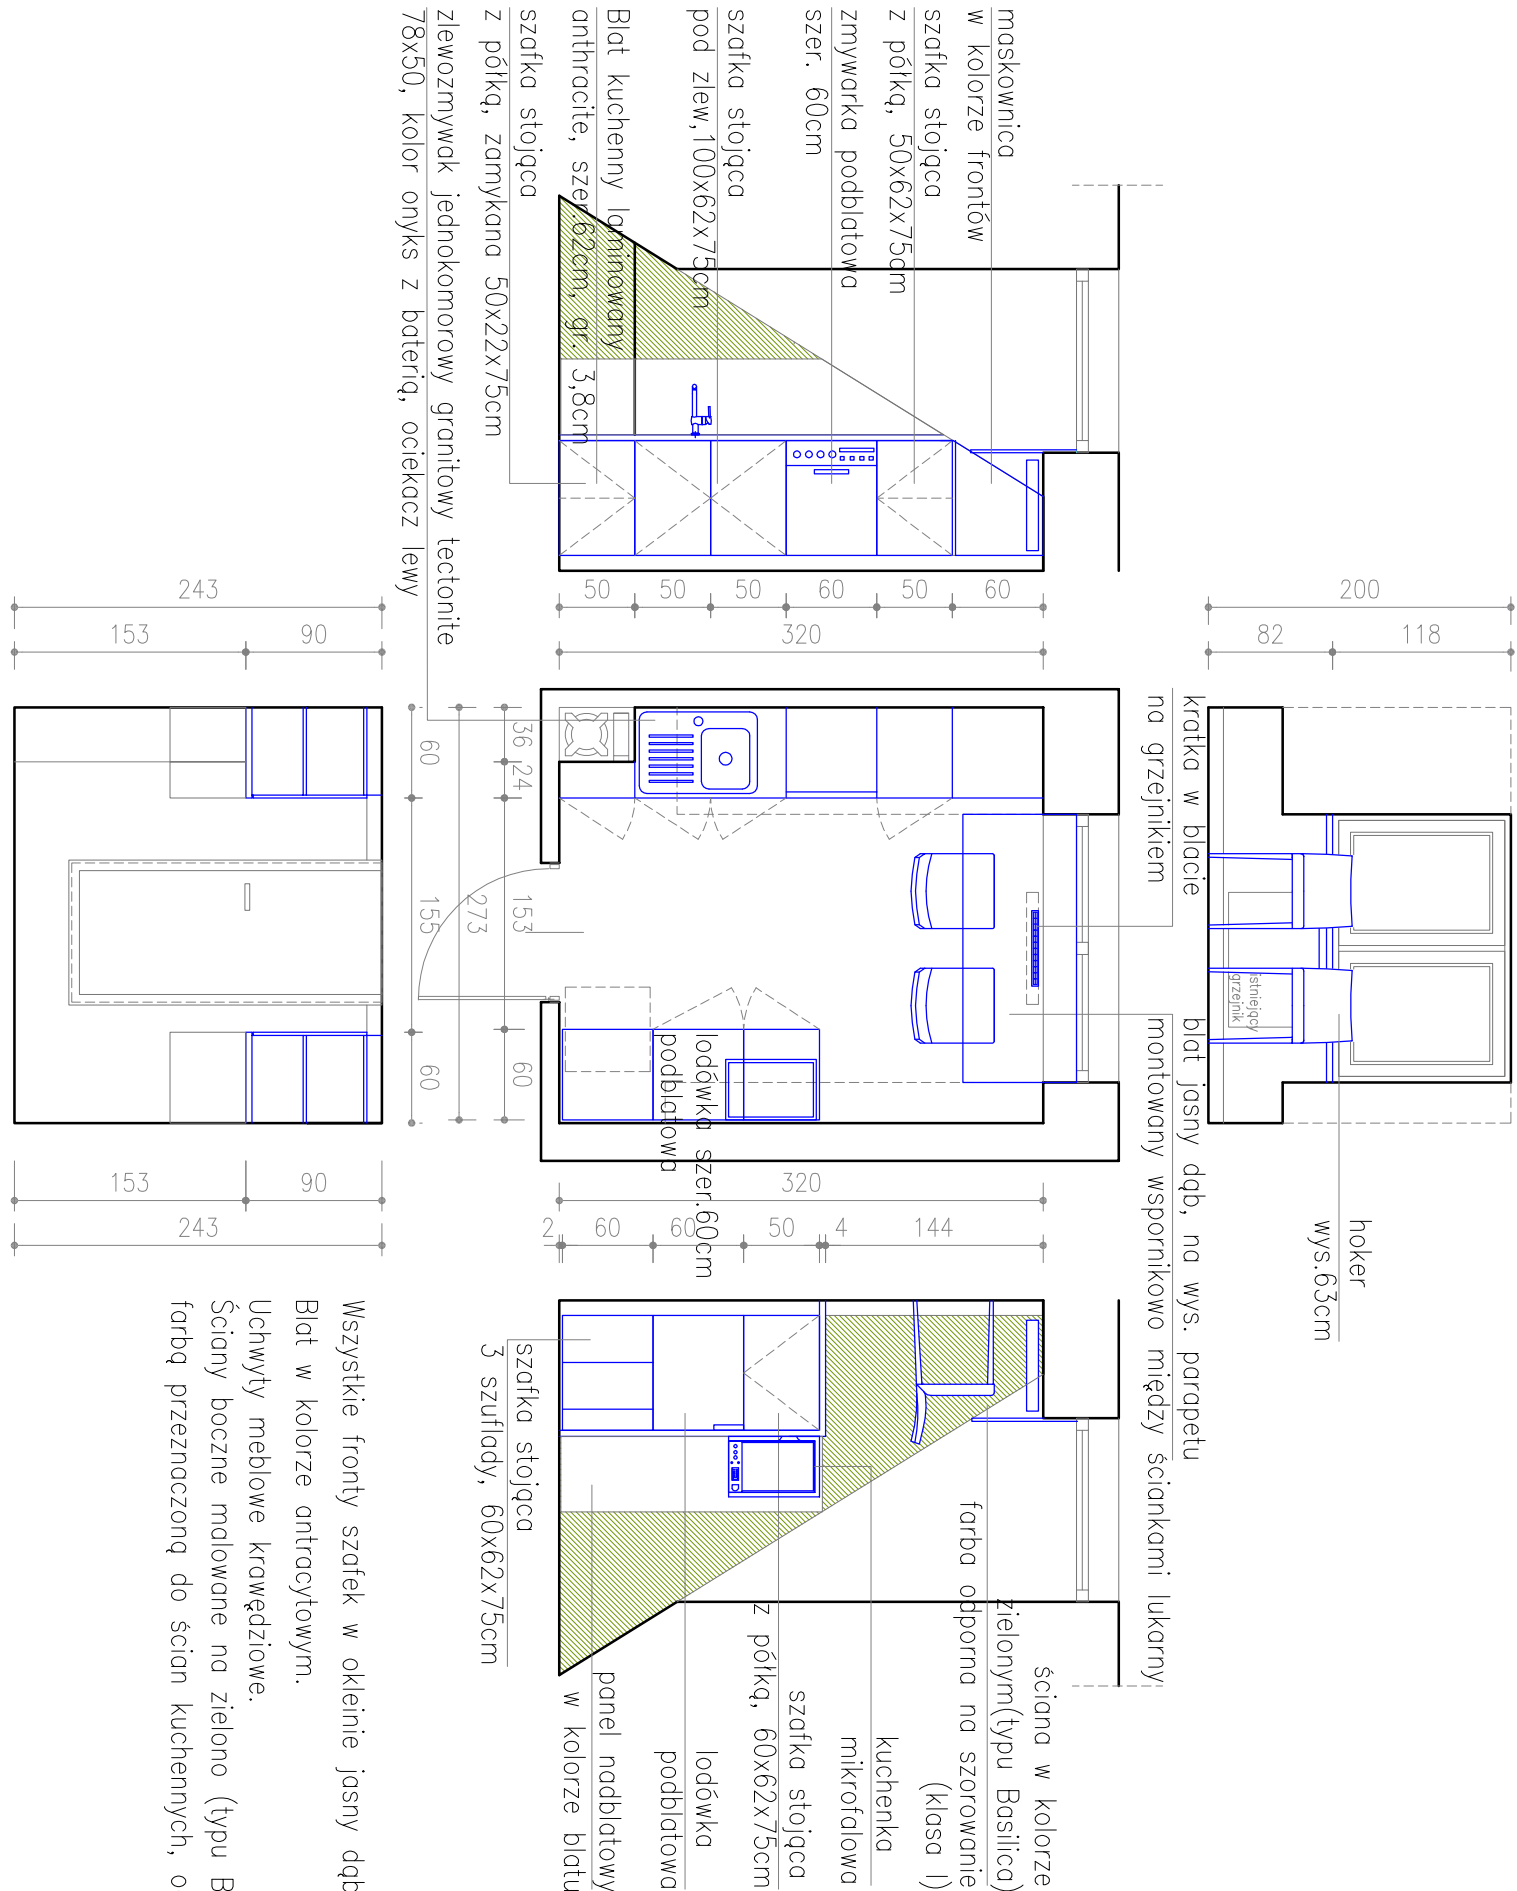 maskownica
w kolorze frontów
szafka stojąca
z półką, 50x62x75cm
zmywarka podblatowa
szer. 60cm
szafka stojąca
pod zlew,100x62x75cm
Blat kuchenny laminowany
anthracite, szer.62cm, gr. 3,8cm
szafka stojąca
z półką, zamykana 50x22x75cm
zlewozmywak jednokomorowy granitowy tectonite
78x50, kolor onyks z baterią, ociekacz lewy
50
50
50
60
50
60
320
243
153
90
200
82
118
kratka w blacie
na grzejnikiem
blat jasny dąb, na wys. parapetu
montowany wspornikowo między ściankami lukarny
istniejący
grzejnik
hoker
wys.63cm
60
155
60
273
36
24
153
60
lodówka szer.60cm
podblatowa
153
90
243
320
2
60
60
50
4
144
szafka stojąca
3 szuflady, 60x62x75cm
ściana w kolorze
zielonym(typu Basilica)
farba odporna na szorowanie
(klasa I)
kuchenka
mikrofalowa
szafka stojąca
z półką, 60x62x75cm
lodówka
podblatowa
panel nadblatowy
w kolorze blatu
Wszystkie fronty szafek w okleinie jasny dąb
Blat w kolorze antracytowym.
Uchwyty meblowe krawędziowe.
Ściany boczne malowane na zielono (typu B
farbą przeznaczoną do ścian kuchennych, o